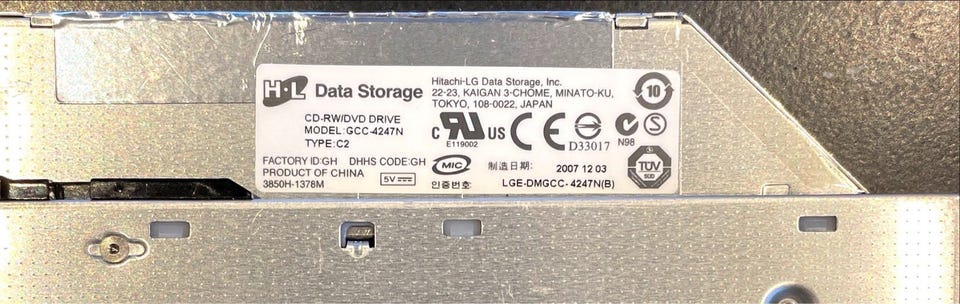 H·L Data Storage
Hitachi-LG Data Storage, Inc.
22-23, KAIGAN 3-CHOME, MINATO-KU,
TOKYO, 108-0022, JAPAN
10
CD-RW/DVD DRIVE
MODEL:GCC-4247N
TYPE:C2
C RU US
E119002
CE
D33017
N98
S
FACTORY ID:GH DHHS CODE:GH
PRODUCT OF CHINA
3850H-1378M
5V
MIC
制造日期: 2007 12 03
인증번호: LGE-DMGCC- 4247N(B)
TÜV
SÜD